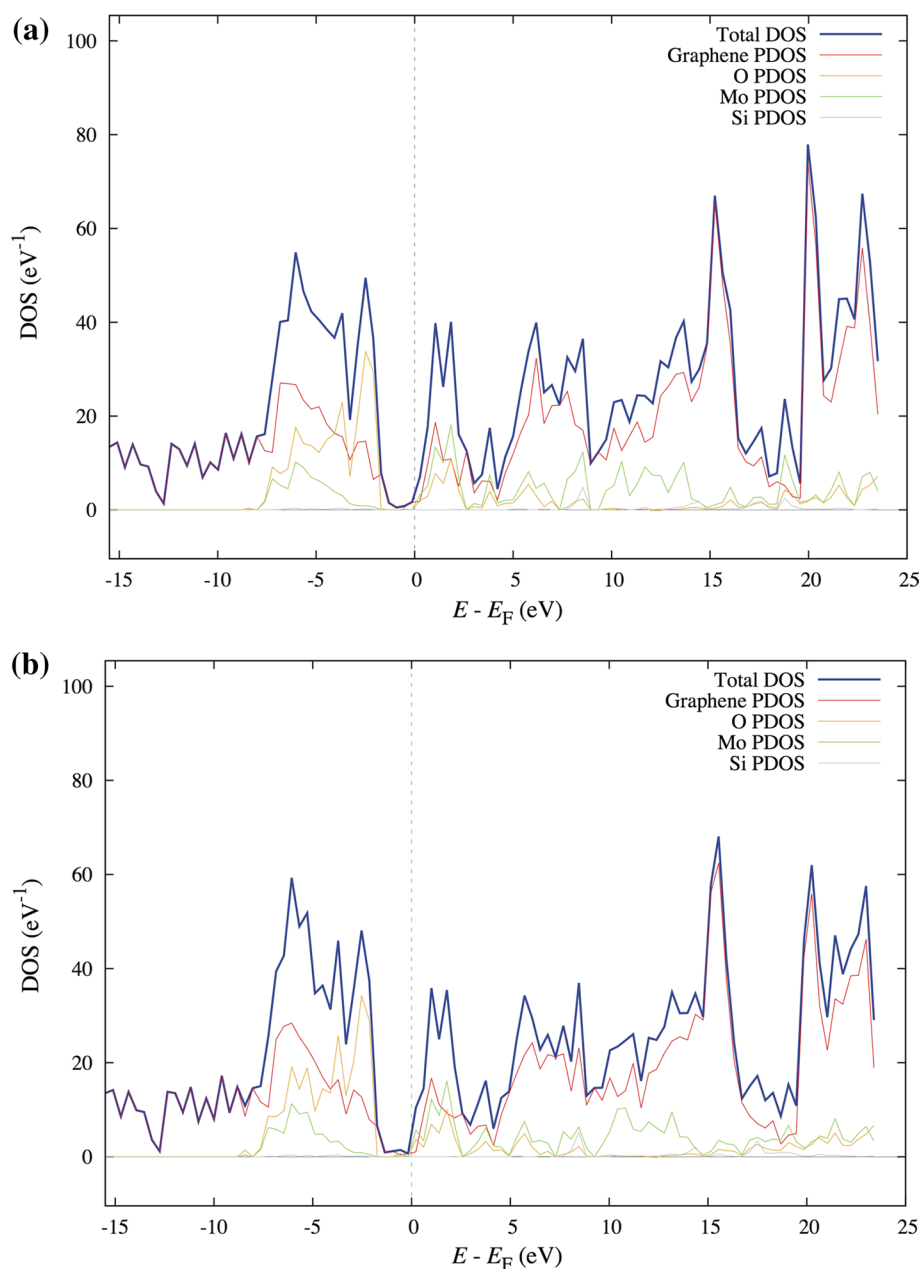 (a)
100
80
60
40
20
0
DOS (eV⁻¹)
Total DOS
Graphene PDOS
O PDOS
Mo PDOS
Si PDOS
-15 -10 -5 0 5 10 15 20 25
E - E_F (eV)
(b)
100
80
60
40
20
0
DOS (eV⁻¹)
Total DOS
Graphene PDOS
O PDOS
Mo PDOS
Si PDOS
-15 -10 -5 0 5 10 15 20 25
E - E_F (eV)